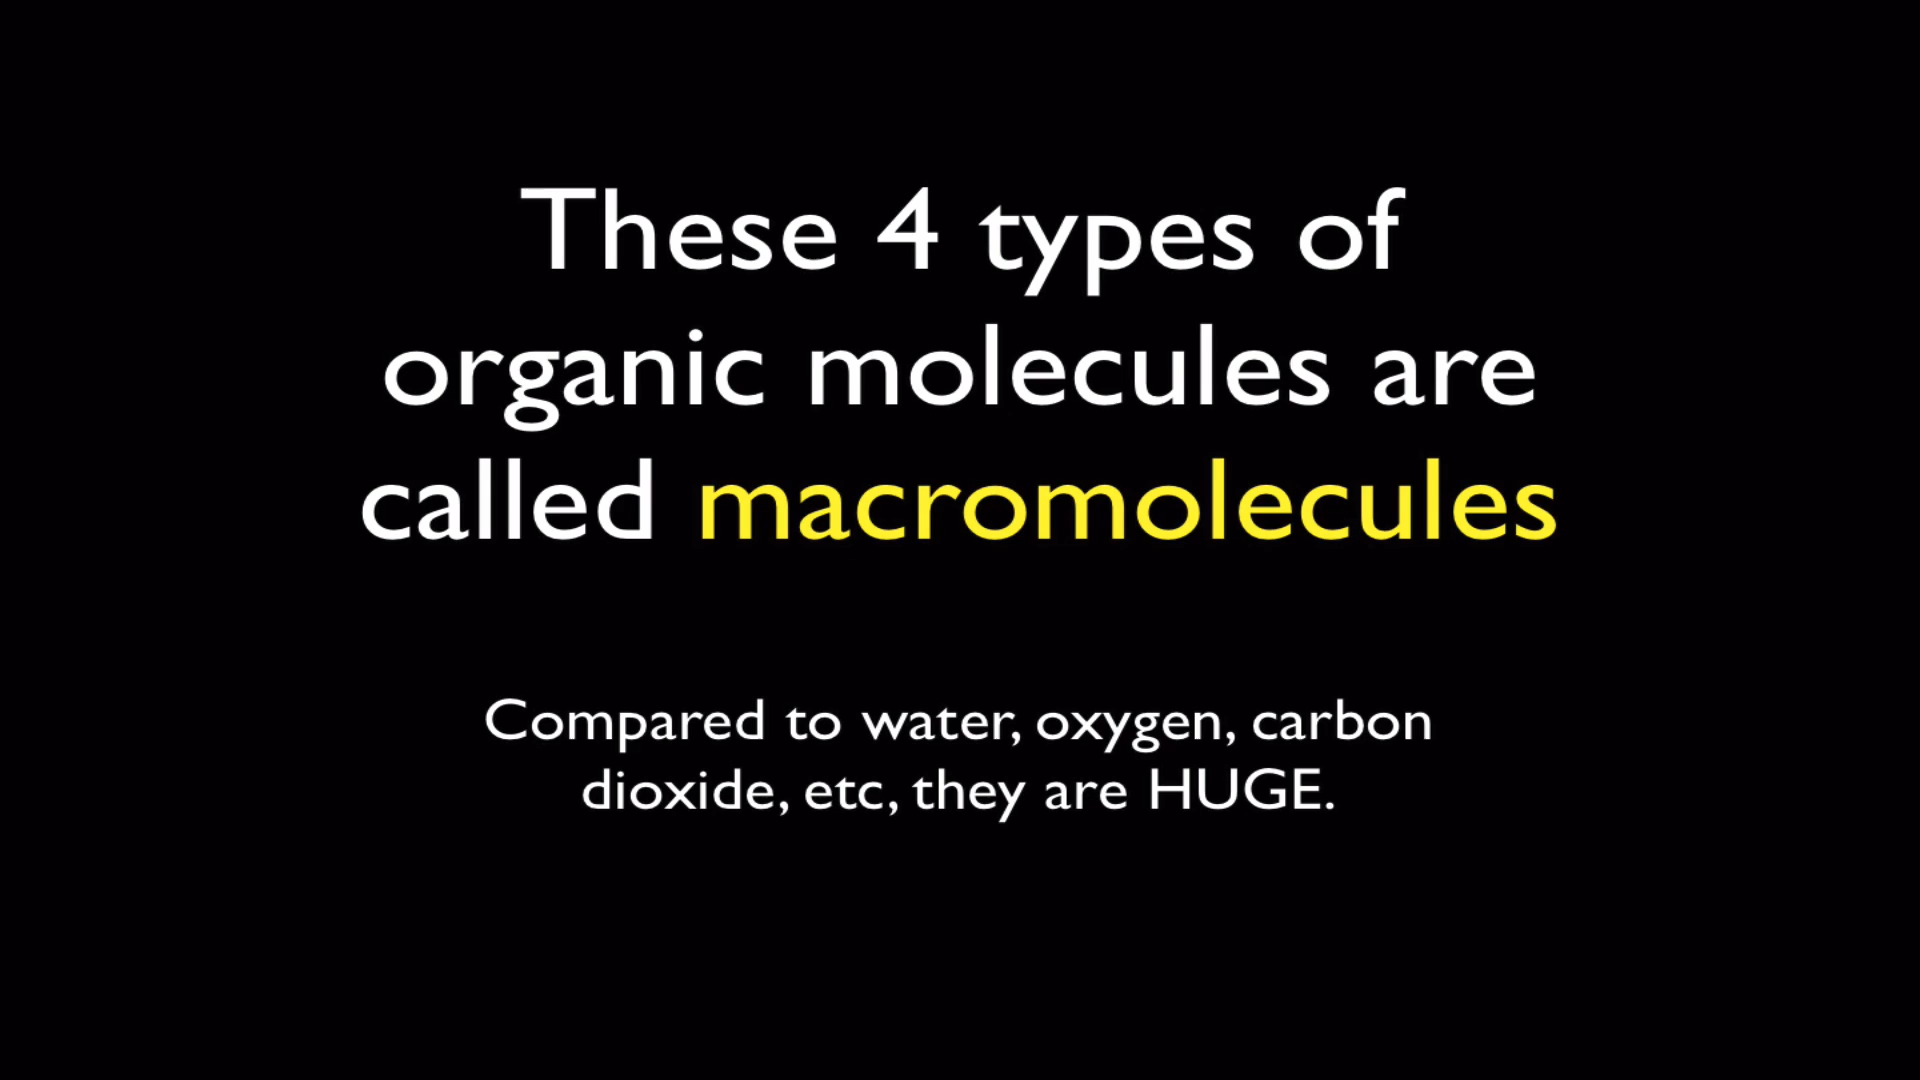 These 4 types of
organic molecules are
called macromolecules
Compared to water, oxygen, carbon
dioxide, etc, they are HUGE.